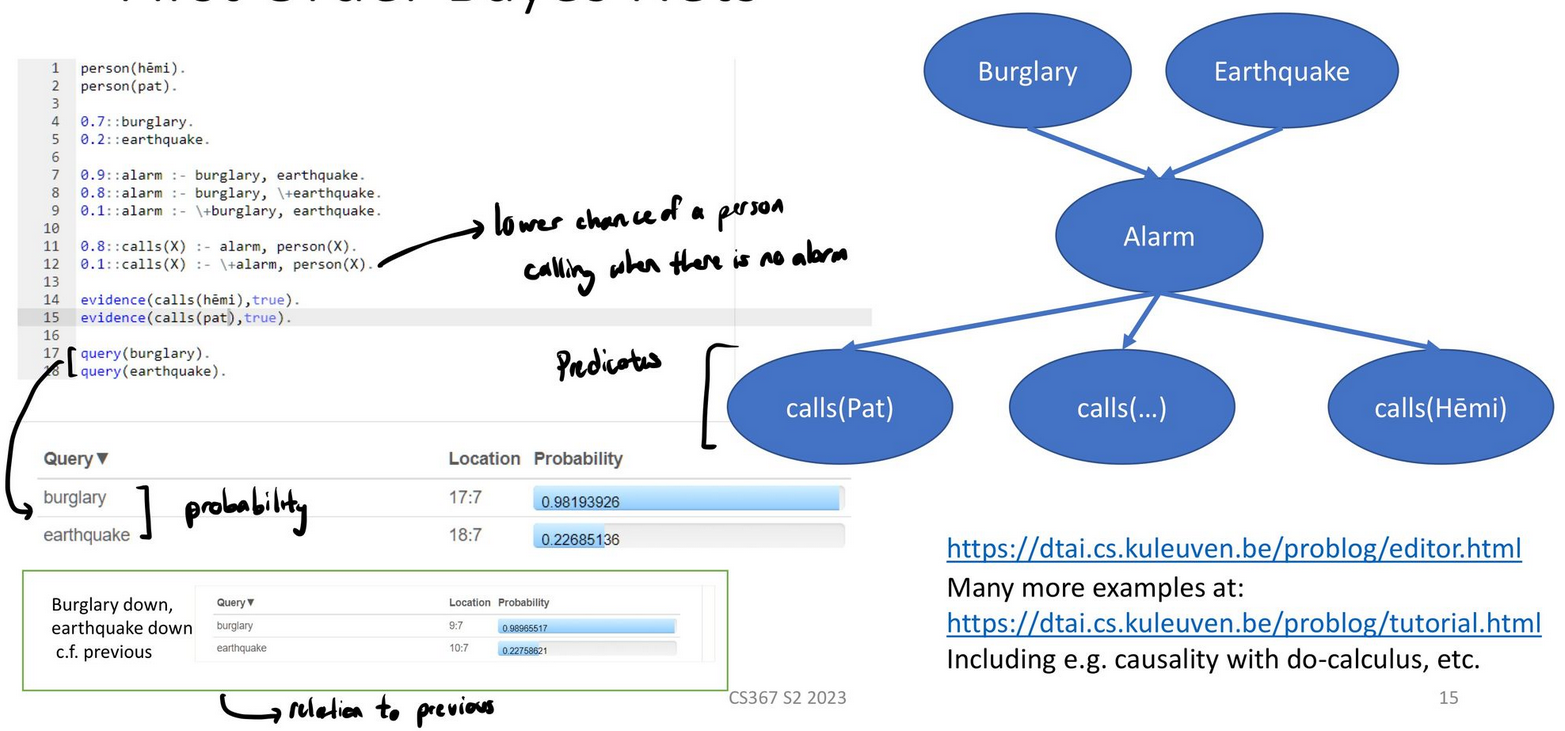 First Order Bayes Nets
1 person(hēmi).
2 person(pat).
3
4 0.7::burglary.
5 0.2::earthquake.
6
7 0.9::alarm :- burglary, earthquake.
8 0.8::alarm :- burglary, \+earthquake.
9 0.1::alarm :- \+burglary, earthquake.
10
11 0.8::calls(X) :- alarm, person(X).
12 0.1::calls(X) :- \+alarm, person(X).
13
14 evidence(calls(hēmi),true).
15 evidence(calls(pat),true).
16
17 query(burglary).
18 query(earthquake).
lower chance of a person
calling when there is no alarm
Predicates
Burglary
Earthquake
Alarm
calls(Pat)
calls(…)
calls(Hēmi)
Query▼ Location Probability
burglary 17:7 0.98193926
earthquake 18:7 0.22685136
probability
Burglary down,
earthquake down
c.f. previous
Query▼ Location Probability
burglary 9:7 0.98965517
earthquake 10:7 0.22758621
relation to previous
https://dtai.cs.kuleuven.be/problog/editor.html
Many more examples at:
https://dtai.cs.kuleuven.be/problog/tutorial.html
Including e.g. causality with do-calculus, etc.
CS367 S2 2023
15